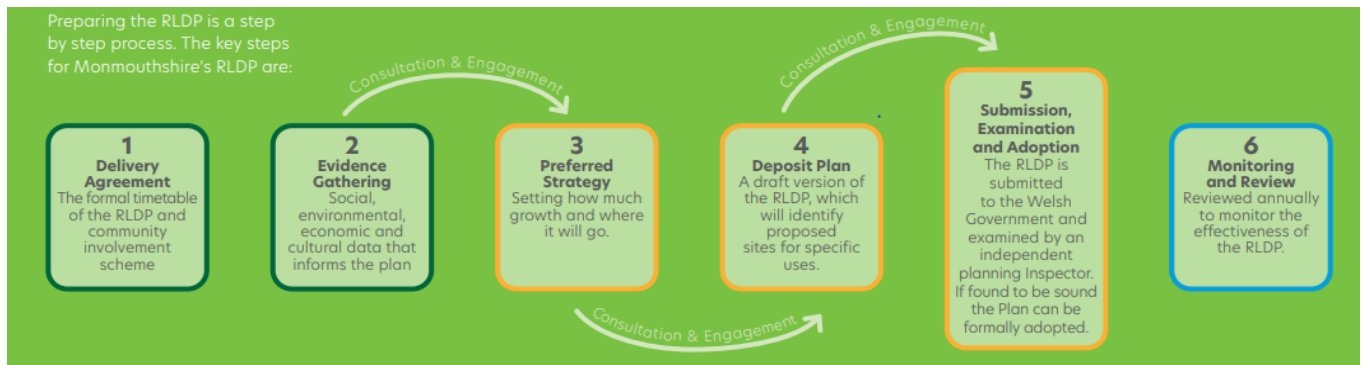 Preparing the RLDP is a step
by step process. The key steps
for Monmouthshire's RLDP are:
Consultation & Engagement
Consultation & Engagement
1
Delivery
Agreement
The formal timetable
of the RLDP and
community
involvement
scheme
2
Evidence
Gathering
Social,
environmental,
economic and
cultural data that
informs the plan
3
Preferred
Strategy
Setting how much
growth and where
it will go.
4
Deposit Plan
A draft version of
the RLDP, which
will identify
proposed
sites for specific
uses.
5
Submission,
Examination
and Adoption
The RLDP is
submitted
to the Welsh
Government and
examined by an
independent
planning Inspector.
If found to be sound
the Plan can be
formally adopted.
6
Monitoring
and Review
Reviewed annually
to monitor the
effectiveness of
the RLDP.
Consultation & Engagement